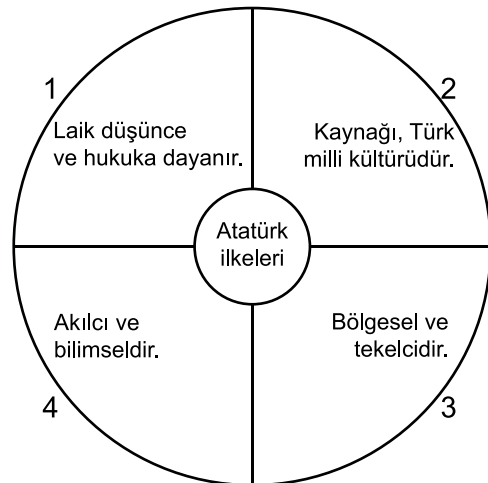 1
Laik düşünce
ve hukuka dayanır.
2
Kaynağı, Türk
milli kültürüdür.
Atatürk
ilkeleri
Akılcı ve
bilimseldir.
4
Bölgesel ve
tekelcidir.
3